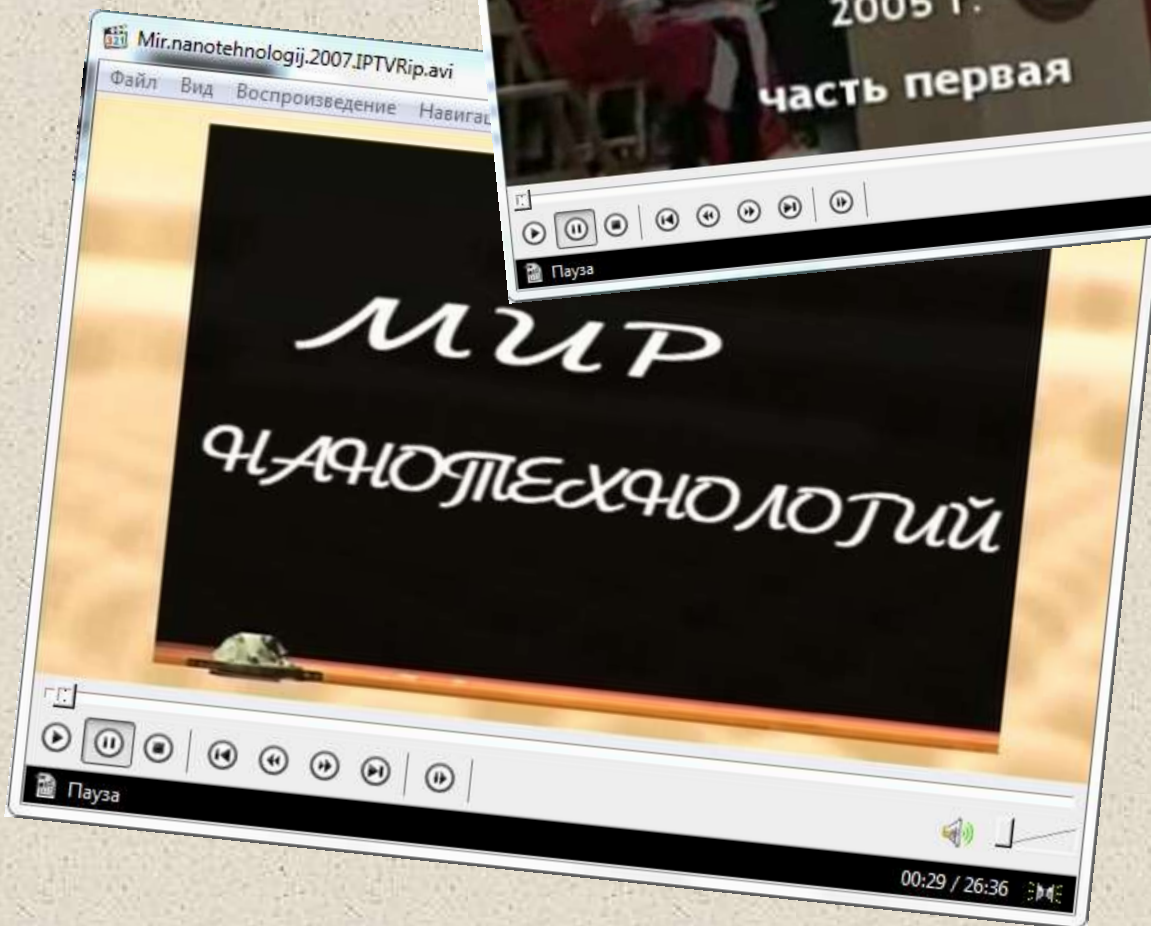 2005 г.
часть первая
Пауза
Mir.nanotehnologij.2007.IPTVRip.avi
Файл Вид Воспроизведение Навигац
МИР
НАНОТЕХНОЛОГИЙ
Пауза
00:29 / 26:36